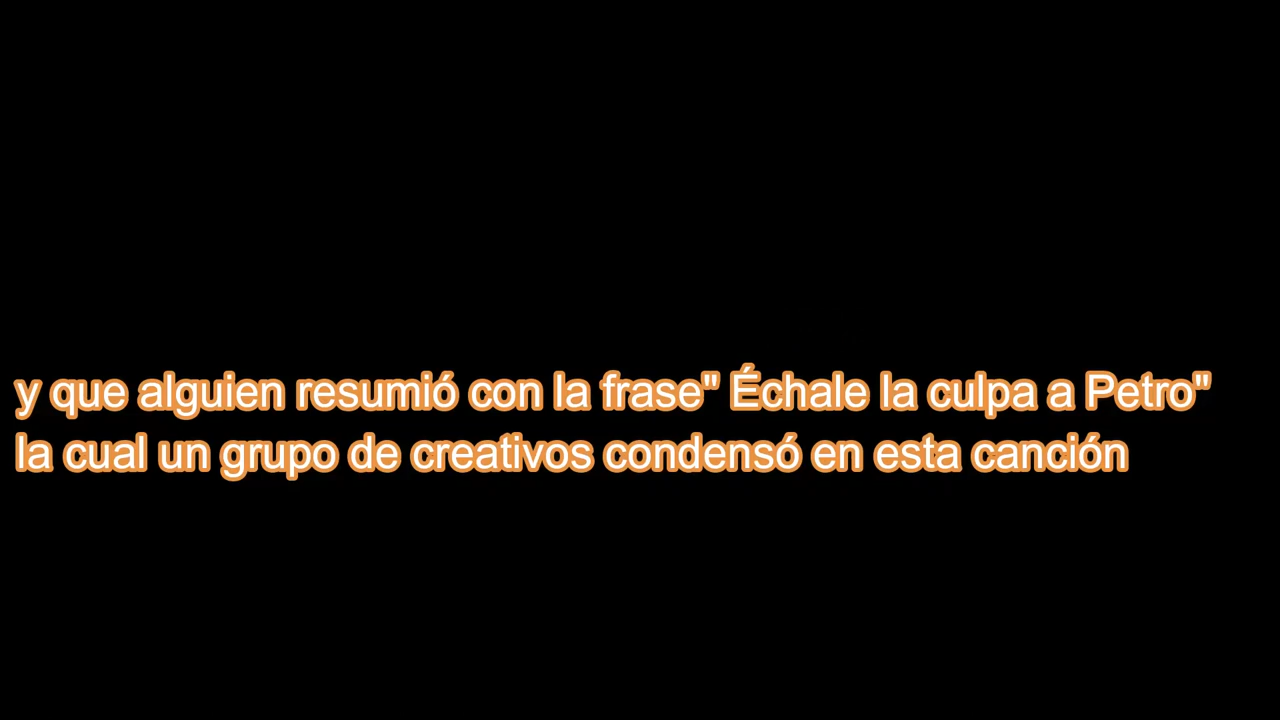 y que alguien resumió con la frase" Échale la culpa a Petro"
la cual un grupo de creativos condensó en esta canción